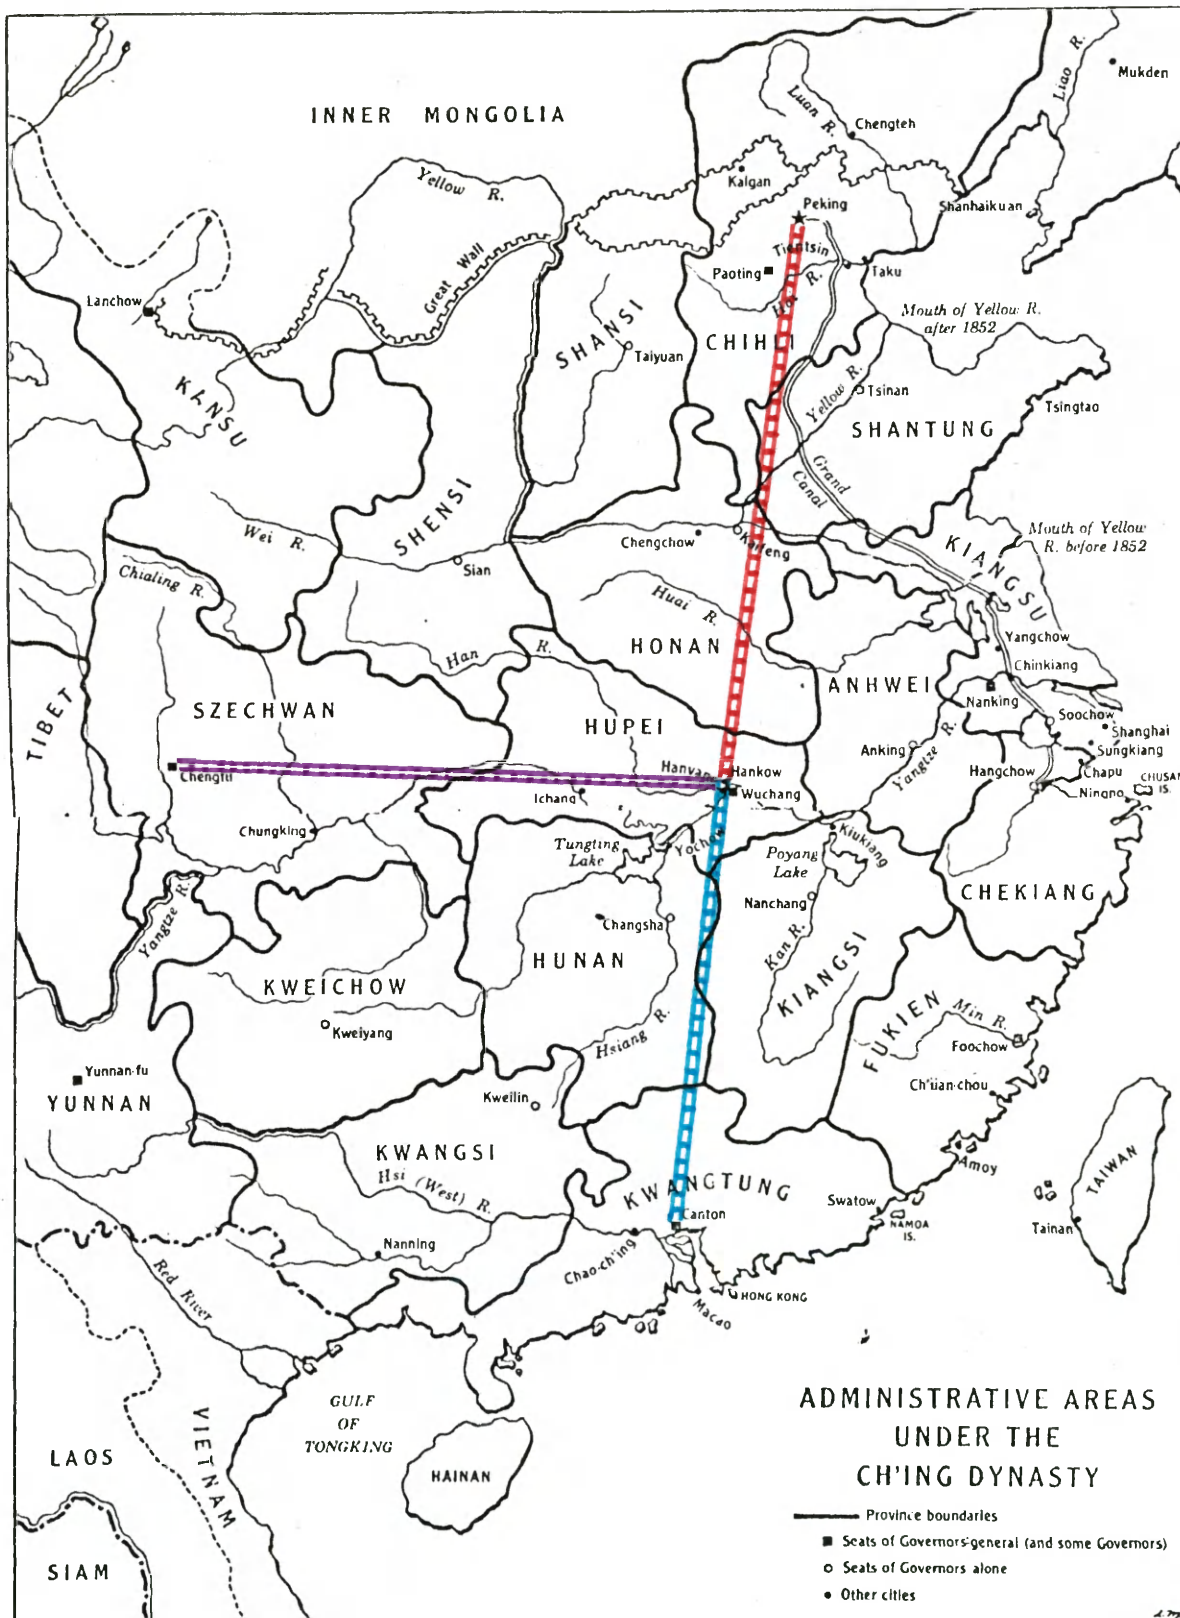 INNER MONGOLIA
Mukden
Liao R.
Luan R.
Chengteh
Kalgan
Yellow R.
Peking
Shanhaikuan
Great Wall
Tientsin
Paoting
Taku
Hai R.
Lanchow
SHANSI
CHIHLI
Mouth of Yellow R.
after 1852
Taiyuan
KANSU
Yellow R.
Tsinan
Tsingtao
SHANTUNG
Grand
Canal
SHENSI
Wei R.
Chengchow
Kaifeng
Mouth of Yellow
R. before 1852
KIANGSU
Sian
Chialing R.
Huai R.
HONAN
Han R.
Yangchow
Chinkiang
ANHWEI
TIBET
SZECHWAN
HUPEI
Nanking
Soochow
Shanghai
Sungkiang
Anking
Yangtze R.
Hangchow
Chapu
CHUSAN
IS.
Ningpo
Chengtu
Hanyang
Hankow
Wuchang
Ichang
Chungking
Tungting
Lake
Yochow
Kiukiang
Poyang
Lake
CHEKIANG
Nanchang
Yangtze R.
Changsha
HUNAN
Kan R.
KIANGSI
KWEICHOW
Kweiyang
Hsiang R.
FUKIEN
Min R.
Foochow
Yunnan-fu
YUNNAN
Kweilin
Ch'üan-chou
KWANGSI
Hsi (West) R.
KWANGTUNG
Amoy
TAIWAN
Swatow
NAMOA
IS.
Tainan
Canton
Nanning
Chao-ch'ing
Red River
HONG KONG
Macao
GULF
OF
TONGKING
VIETNAM
LAOS
HAINAN
SIAM
ADMINISTRATIVE AREAS
UNDER THE
CH'ING DYNASTY
Province boundaries
Seats of Governors-general (and some Governors)
Seats of Governors alone
Other cities